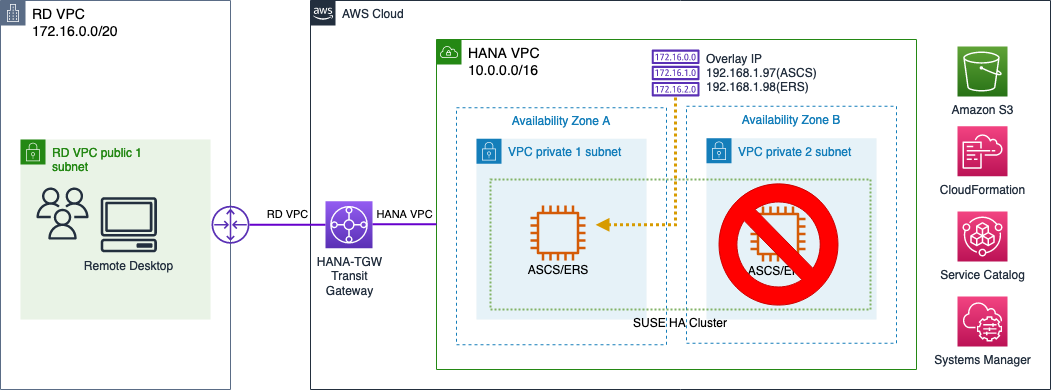 RD VPC
172.16.0.0/20
RD VPC public 1
subnet
Remote Desktop
RD VPC
HANA VPC
HANA-TGW
Transit
Gateway
aws
AWS Cloud
HANA VPC
10.0.0.0/16
172.16.0.0
172.16.1.0
172.16.2.0
Overlay IP
192.168.1.97(ASCS)
192.168.1.98(ERS)
Availability Zone A
VPC private 1 subnet
ASCS/ERS
Availability Zone B
VPC private 2 subnet
SUSE HA Cluster
Amazon S3
CloudFormation
Service Catalog
Systems Manager